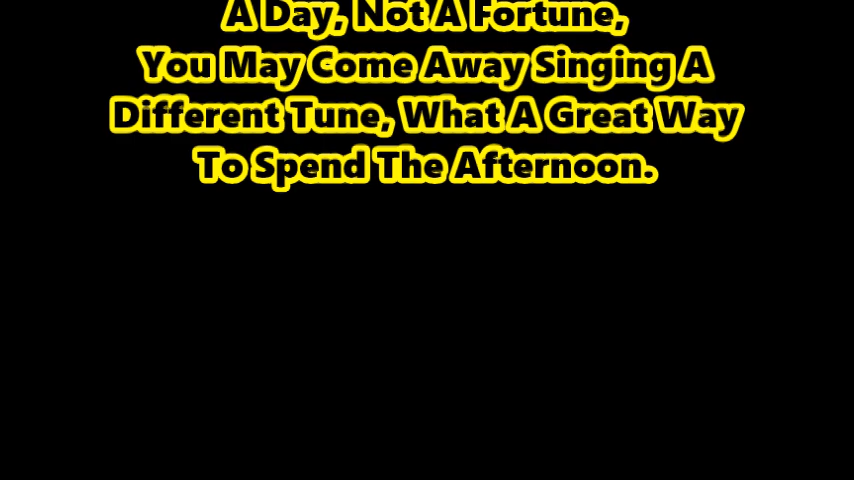 A Day, Not A Fortune,
You May Come Away Singing A
Different Tune, What A Great Way
To Spend The Afternoon.